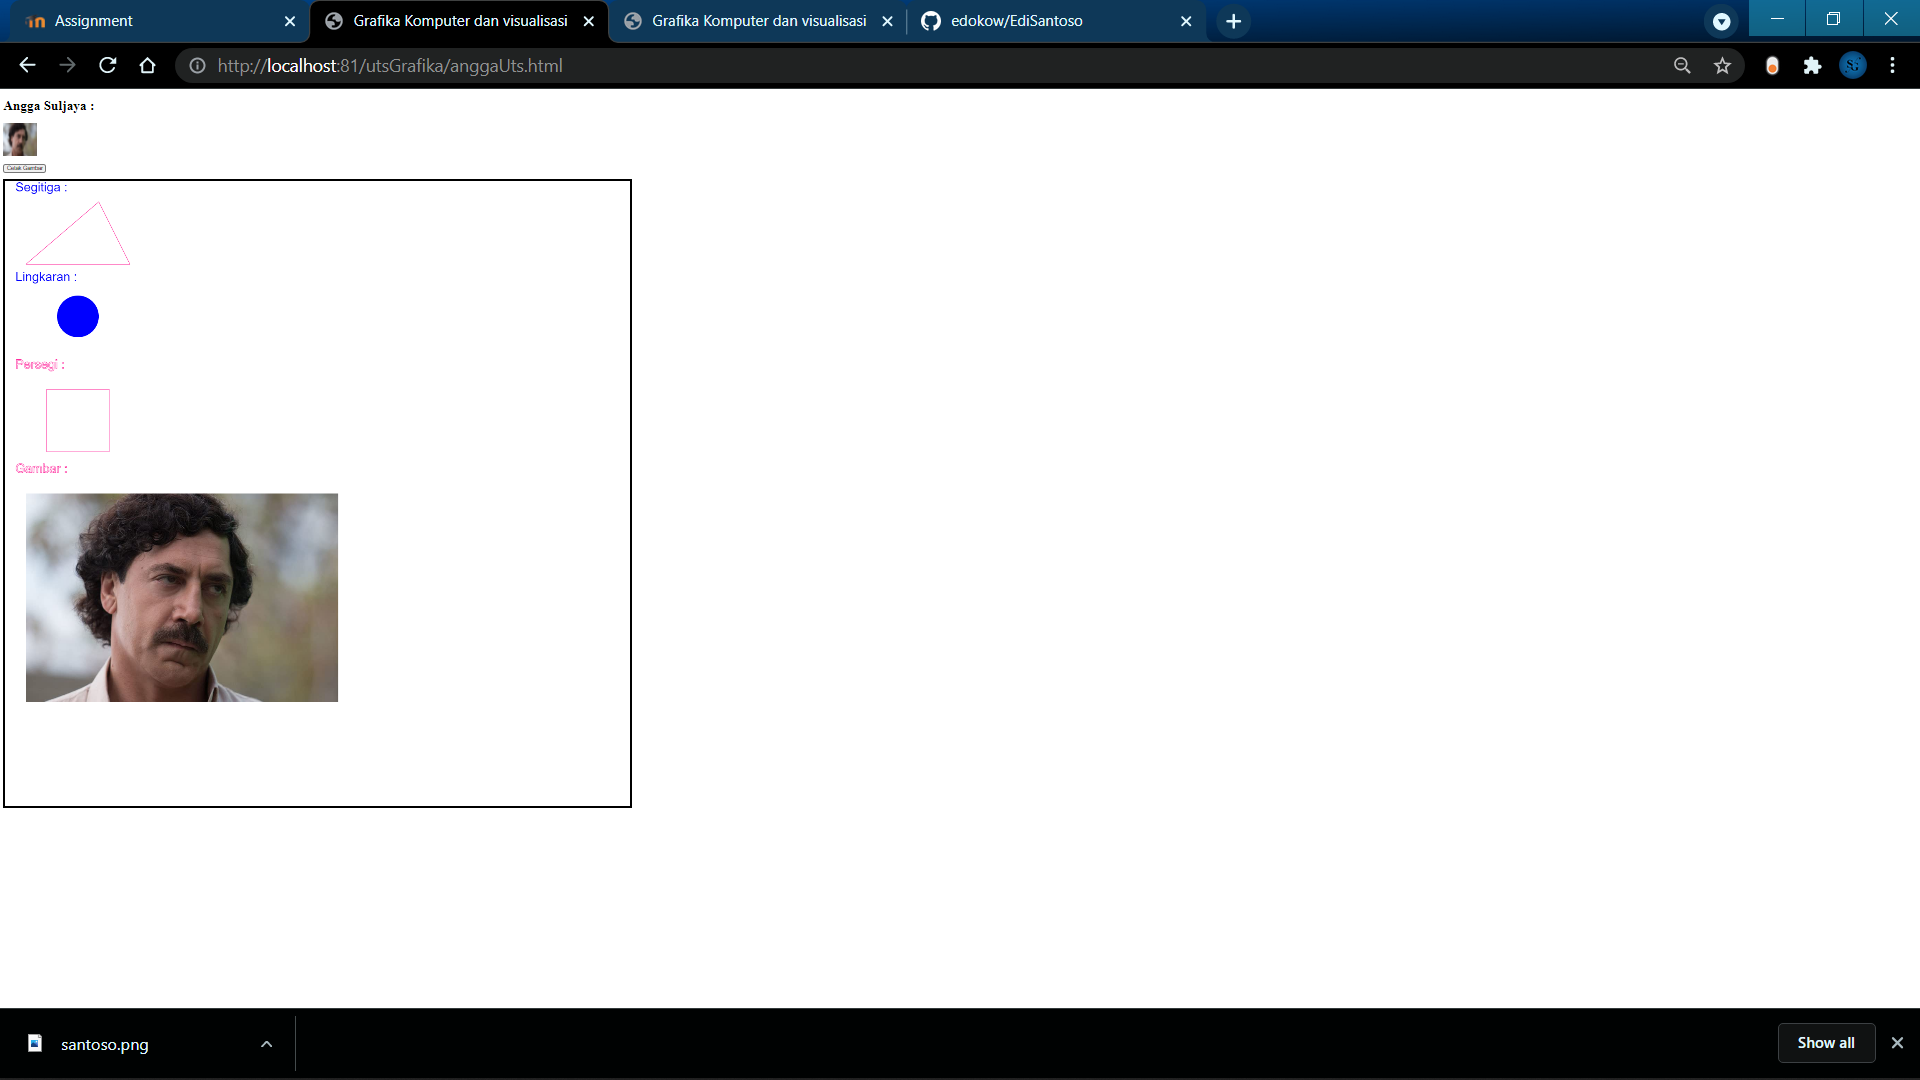 Assignment
Grafika Komputer dan visualisasi
Grafika Komputer dan visualisasi
edokow/EdiSantoso
http://localhost:81/utsGrafika/anggaUts.html
SG
Angga Suljaya :
Cetak Gambar
Segitiga :
Lingkaran :
Persegi :
Gambar :
santoso.png
Show all